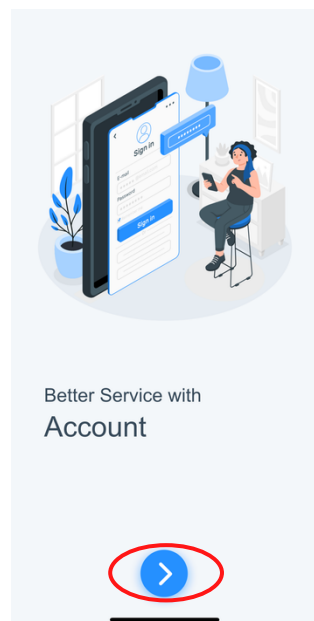 Sign in
E-mail
Password
Sign in
Better Service with
Account